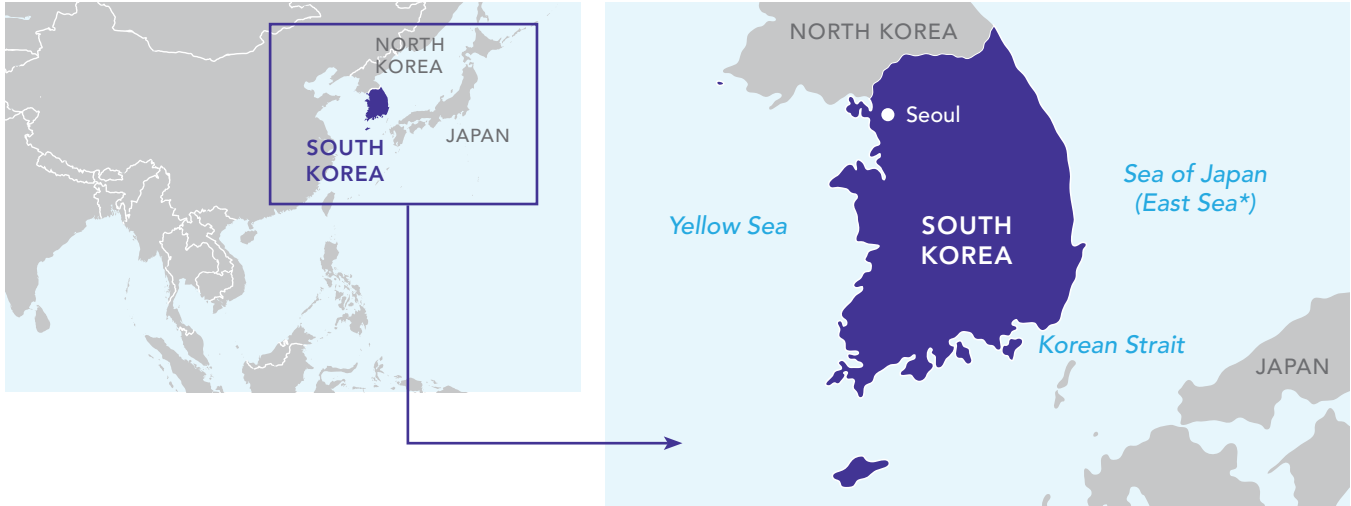 NORTH
KOREA
JAPAN
SOUTH
KOREA
NORTH KOREA
Seoul
Sea of Japan
(East Sea*)
Yellow Sea
SOUTH
KOREA
Korean Strait
JAPAN